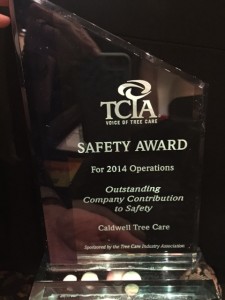 TCIA
VOICE OF TREE CARE
SAFETY AWARD
For 2014 Operations
Outstanding
Company Contribution
to Safety
Caldwell Tree Care
Sponsored by the Tree Care Industry Association